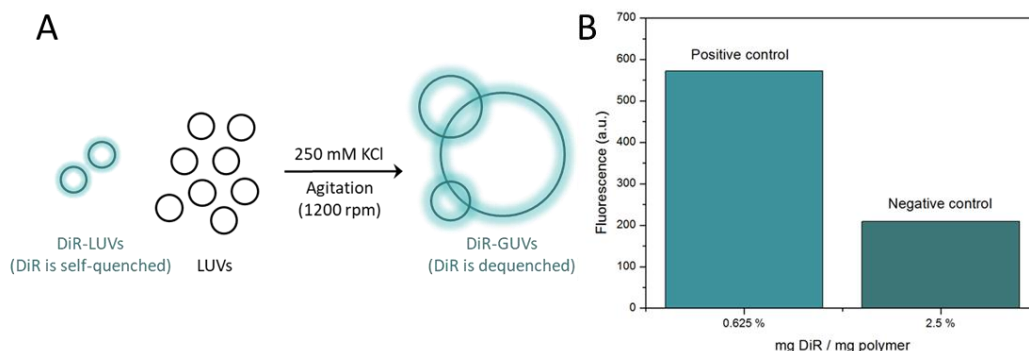 A
DiR-LUVs
(DiR is self-quenched)
LUVs
250 mM KCl
Agitation
(1200 rpm)
DiR-GUVs
(DiR is dequenched)
B
700
600
500
400
300
200
100
0
Fluorescence (a.u.)
Positive control
Negative control
0.625 %
2.5 %
mg DiR / mg polymer